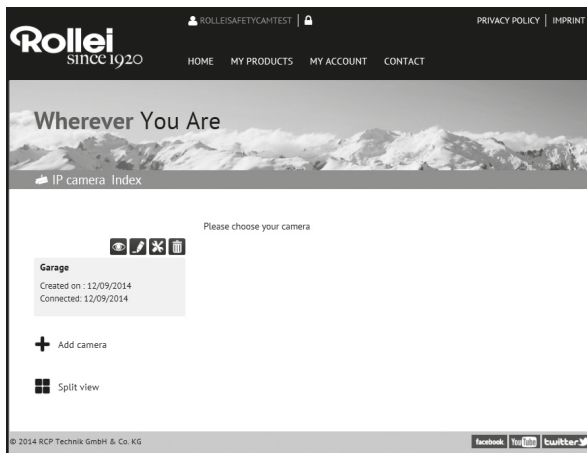 ROLLEISAFETYCAMTEST
PRIVACY POLICY | IMPRINT
Rollei
since 1920
HOME MY PRODUCTS MY ACCOUNT CONTACT
Wherever You Are
IP camera Index
Please choose your camera
Garage
Created on : 12/09/2014
Connected: 12/09/2014
Add camera
Split view
© 2014 RCP Technik GmbH & Co. KG
facebook YouTube twitter